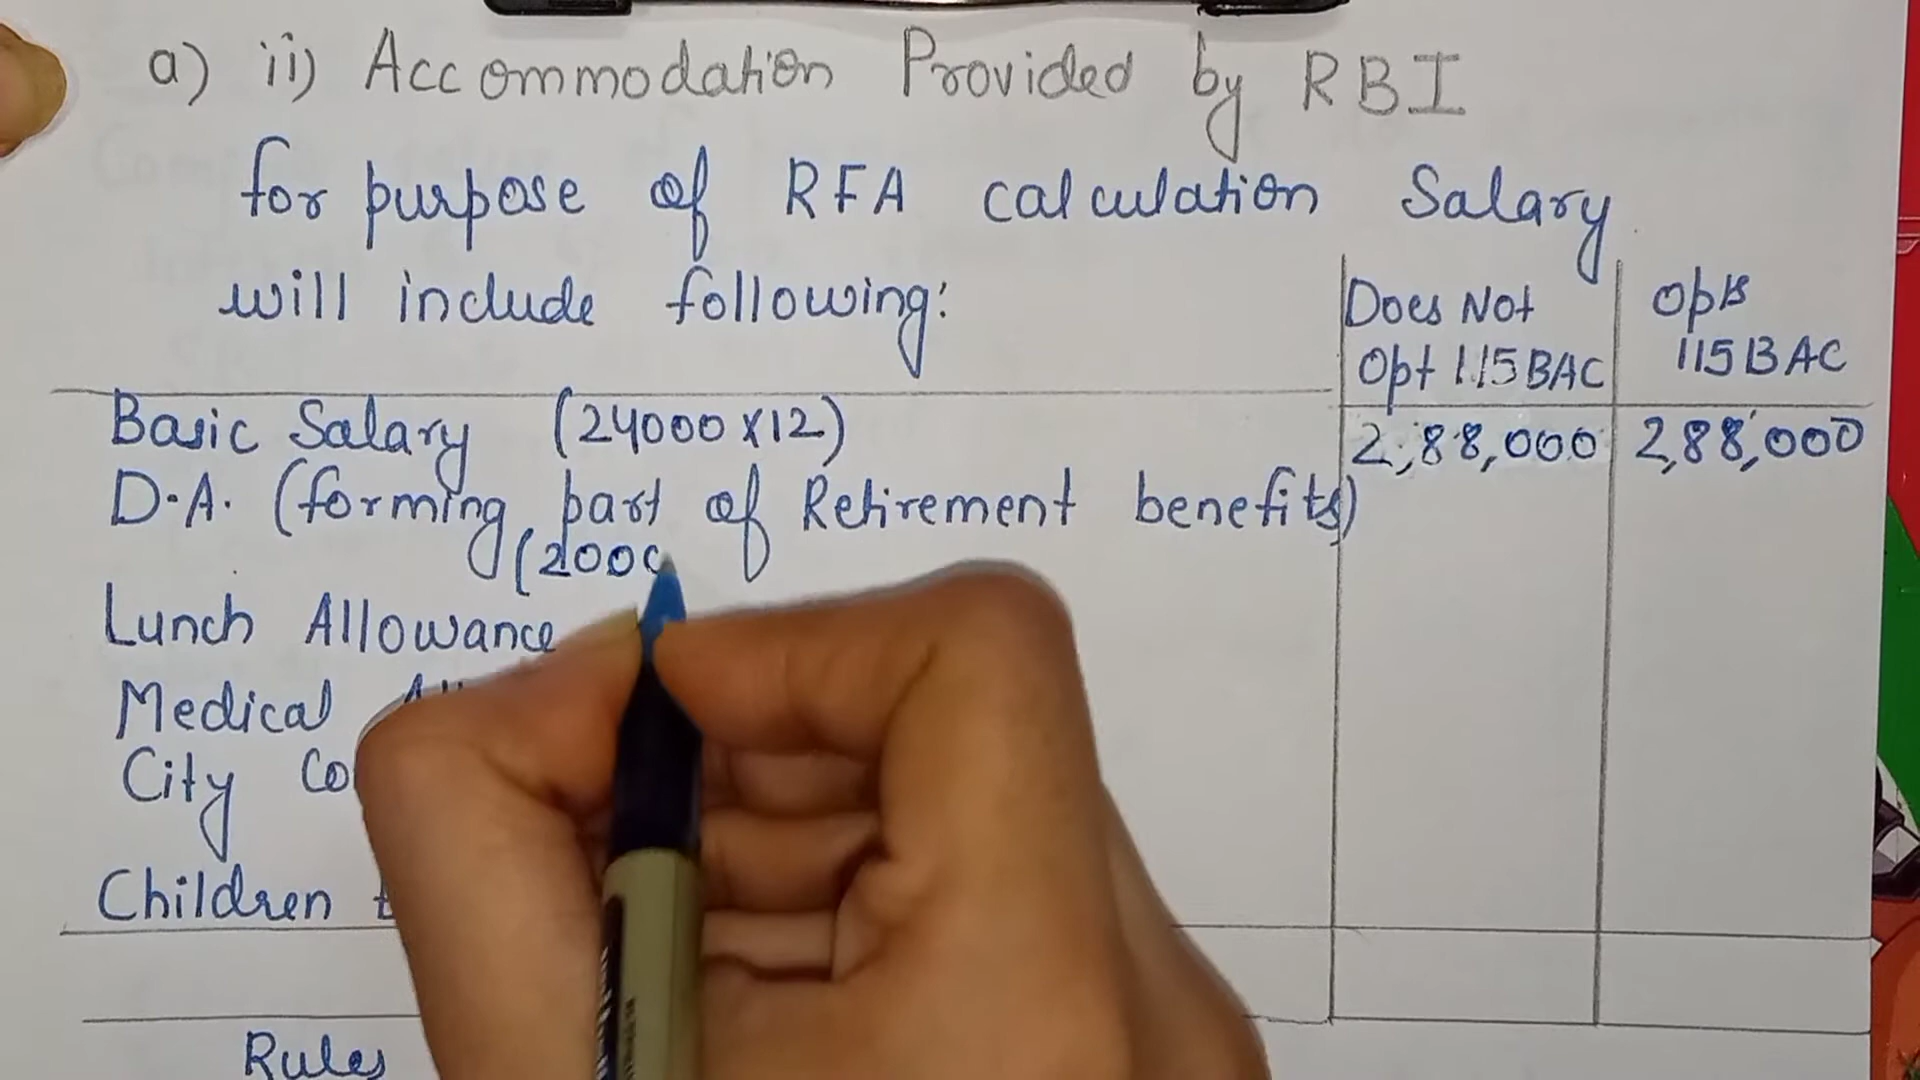 a) ii) Accommodation Provided by RBI
for purpose of RFA calculation Salary
will include following:
Does Not Opt 115BAC
Opts 115BAC
Basic Salary (24000x12) 2,88,000 2,88,000
D.A. (forming part of Retirement benefits)
(2000
Lunch Allowance
Medical
City
Children
Rules